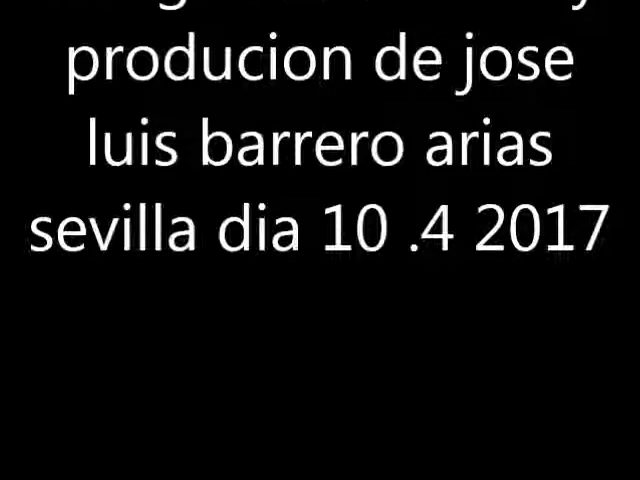 producion de jose
luis barrero arias
sevilla dia 10 .4 2017